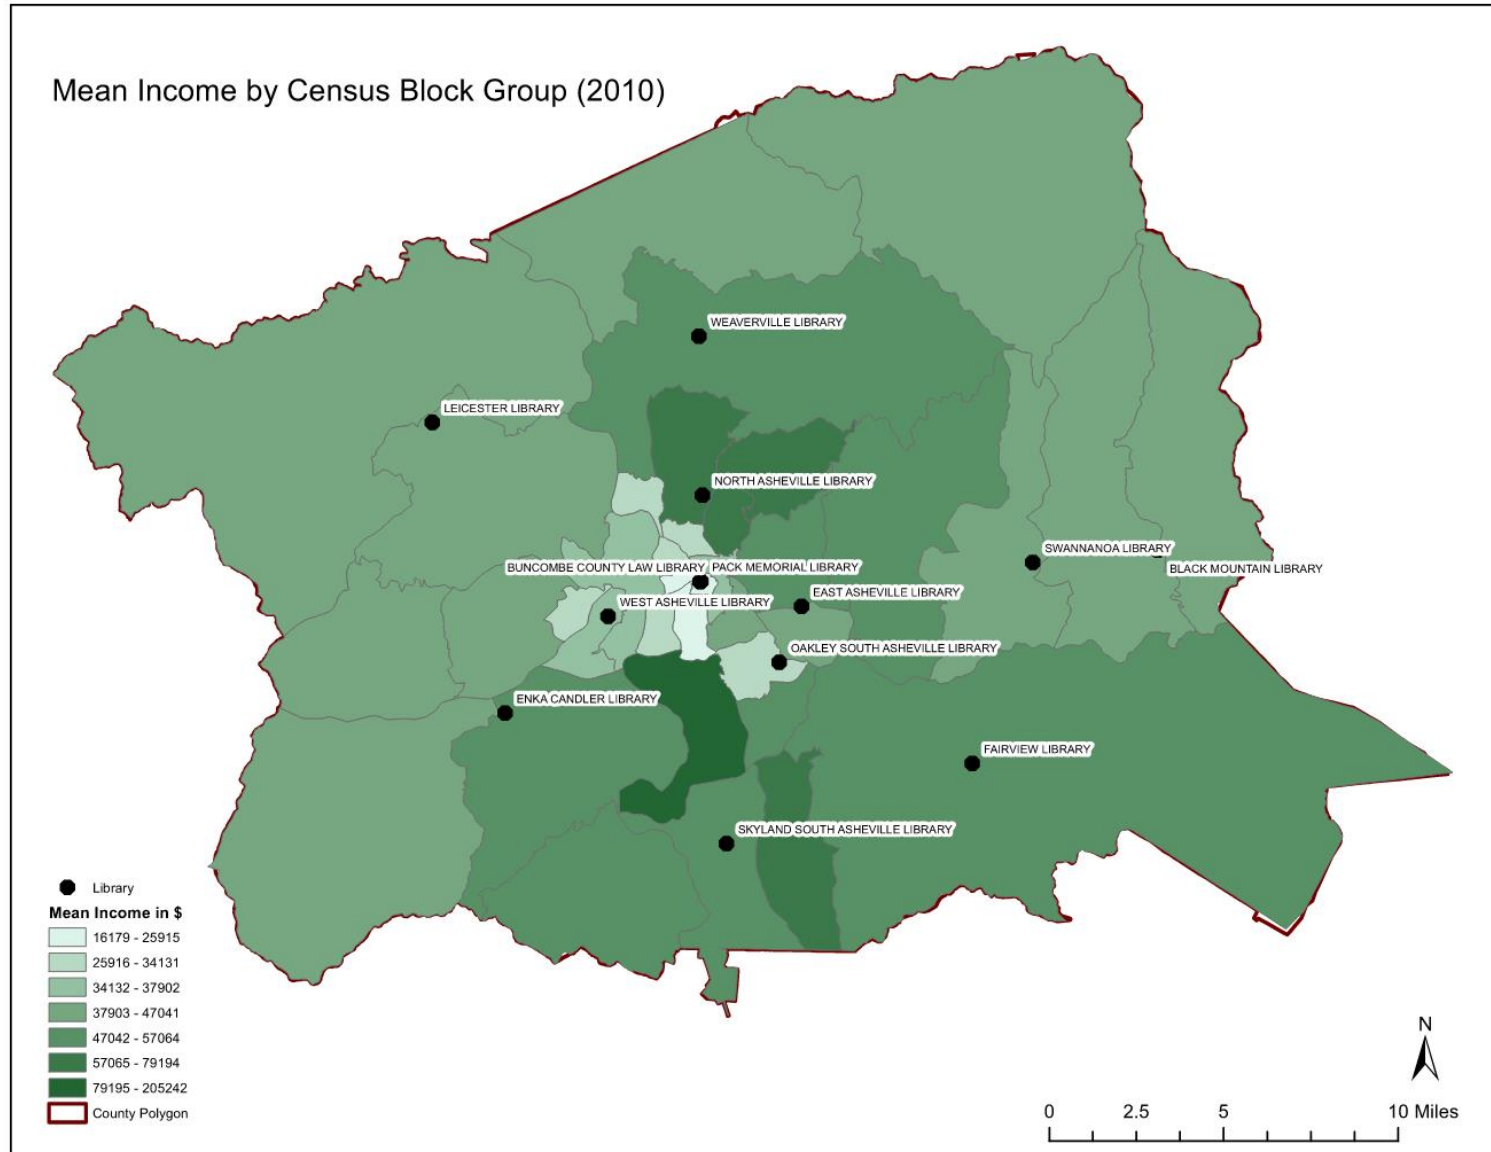 Mean Income by Census Block Group (2010)
WEAVERVILLE LIBRARY
LEICESTER LIBRARY
NORTH ASHEVILLE LIBRARY
SWANNANOA LIBRARY
BUNCOMBE COUNTY LAW LIBRARY
PACK MEMORIAL LIBRARY
BLACK MOUNTAIN LIBRARY
EAST ASHEVILLE LIBRARY
WEST ASHEVILLE LIBRARY
OAKLEY SOUTH ASHEVILLE LIBRARY
ENKA CANDLER LIBRARY
FAIRVIEW LIBRARY
SKYLAND SOUTH ASHEVILLE LIBRARY
Library
Mean Income in $
16179 - 25915
25916 - 34131
34132 - 37902
37903 - 47041
47042 - 57064
57065 - 79194
79195 - 205242
County Polygon
N
0 2.5 5 10 Miles